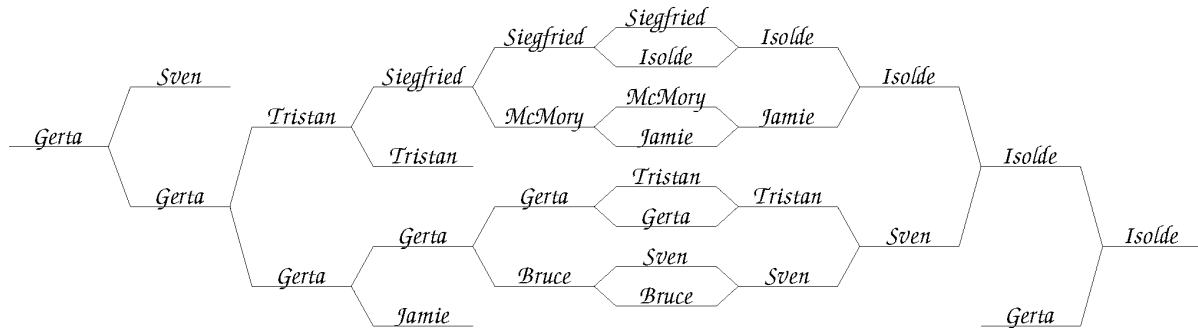 Siegfried
Siegfried
Isolde
Isolde
Sven
Siegfried
Isolde
McMory
Tristan
McMory
Jamie
Gerta
Jamie
Tristan
Isolde
Tristan
Gerta
Gerta
Tristan
Gerta
Gerta
Sven
Isolde
Sven
Gerta
Bruce
Sven
Bruce
Jamie
Gerta